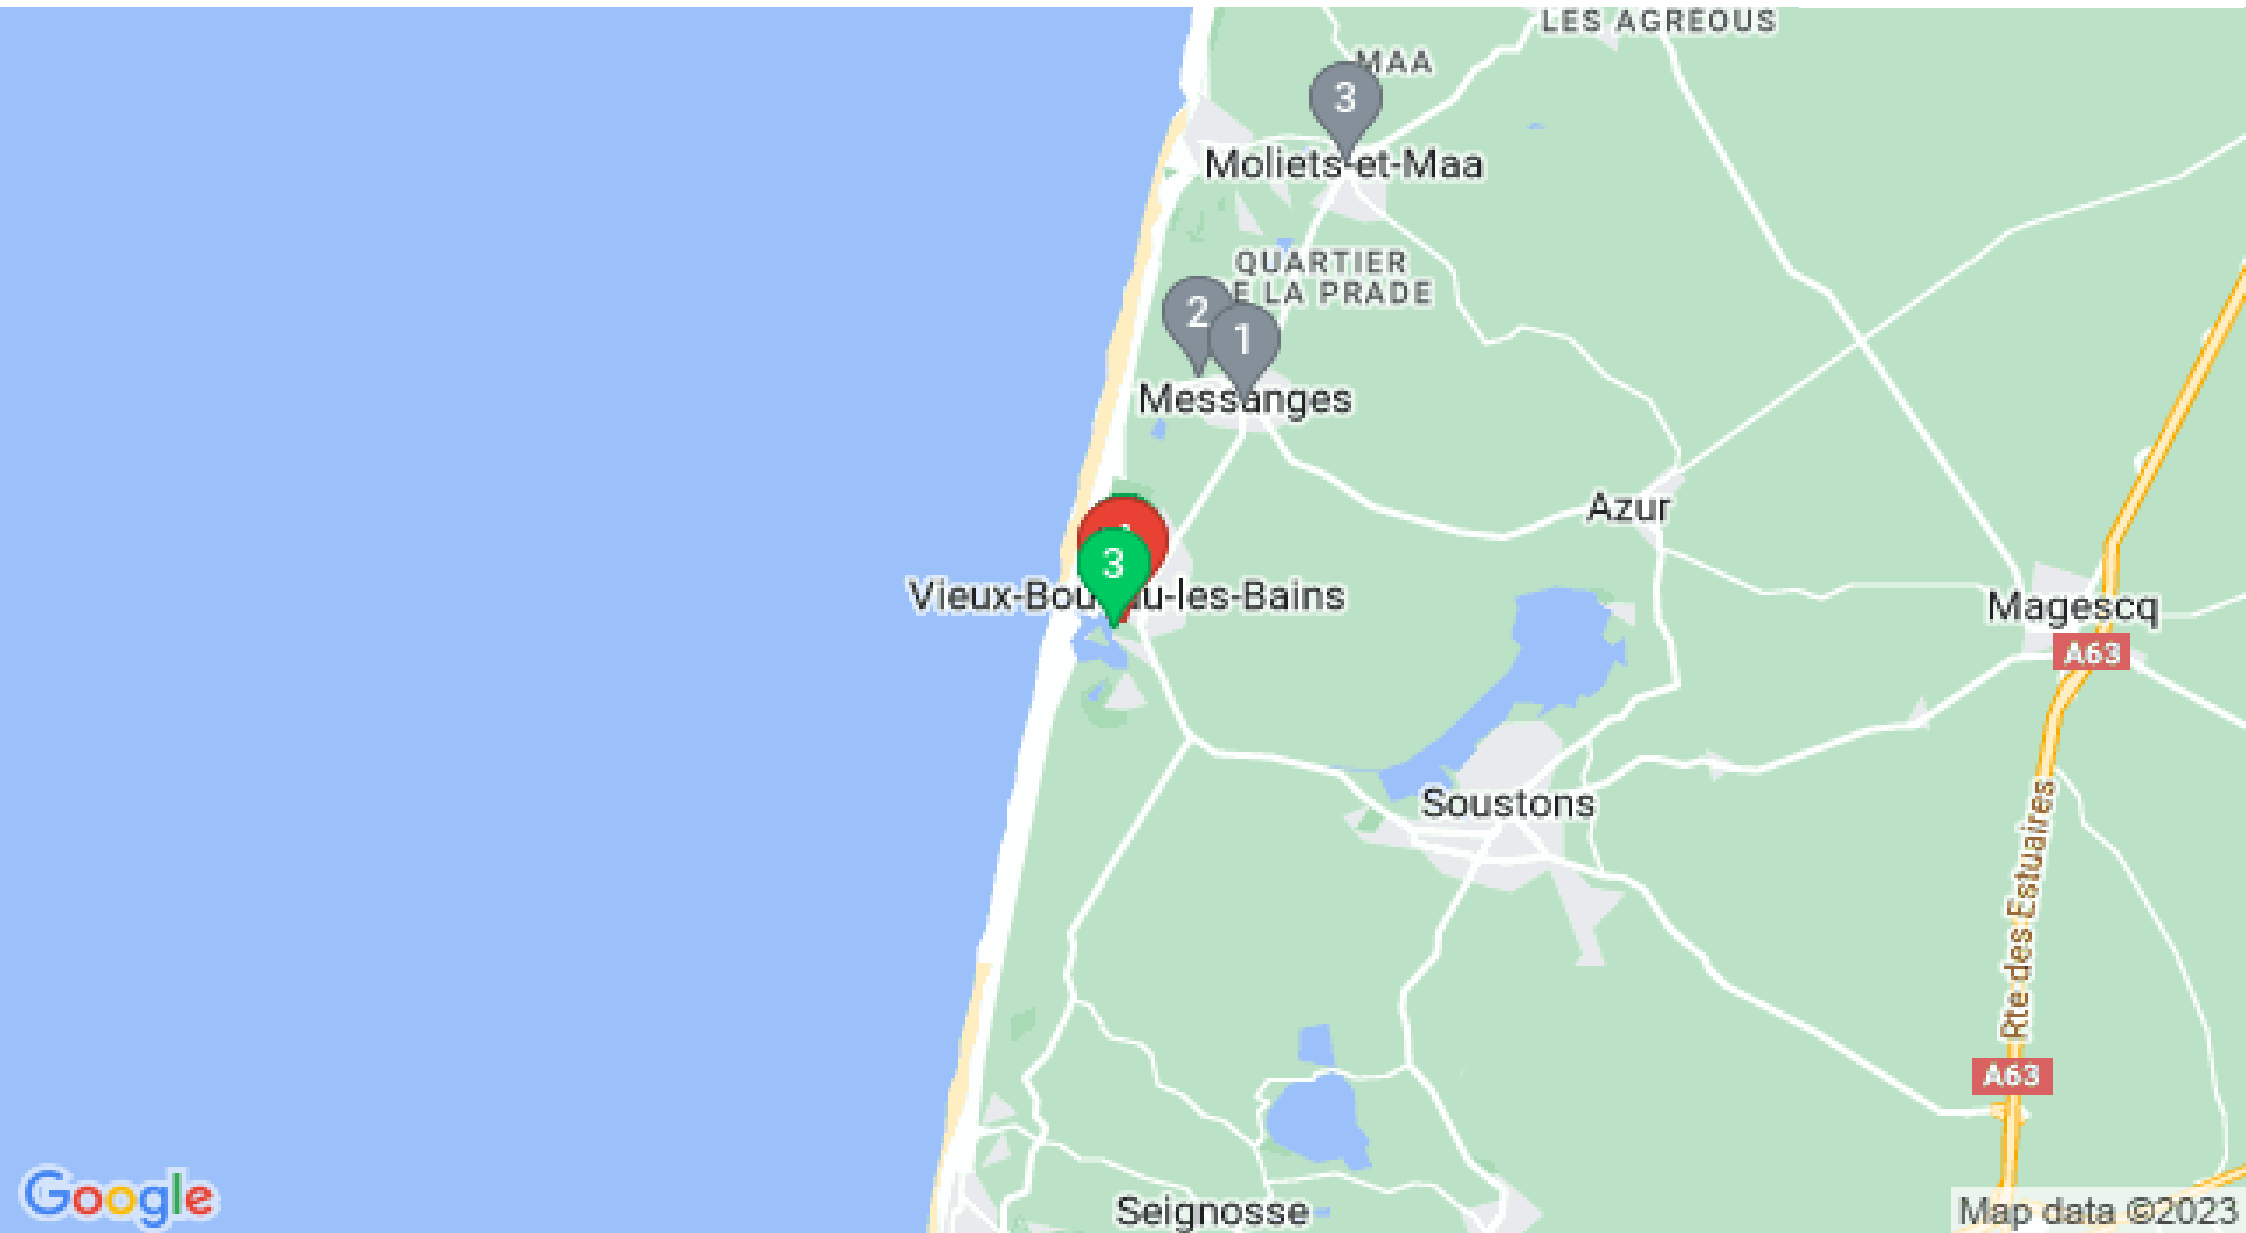 LES AGREOUS
MAA
3
Moliets-et-Maa
QUARTIER
E LA PRADE
2
1
Messanges
Azur
3
Vieux-Bou
u-les-Bains
Magescq
A63
Soustons
Rte des Estuaires
A63
Seignosse
Google
Map data ©2023